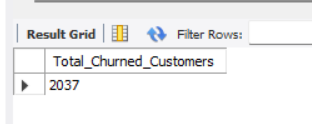 Result Grid Filter Rows:
Total_Churned_Customers
2037